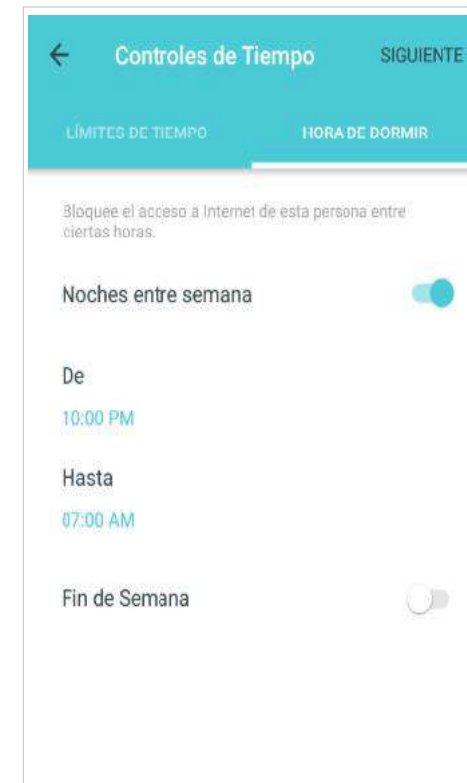 Controles de Tiempo SIGUIENTE
LÍMITES DE TIEMPO HORA DE DORMIR
Bloquee el acceso a Internet de esta persona entre
ciertas horas.
Noches entre semana
De
10:00 PM
Hasta
07:00 AM
Fin de Semana